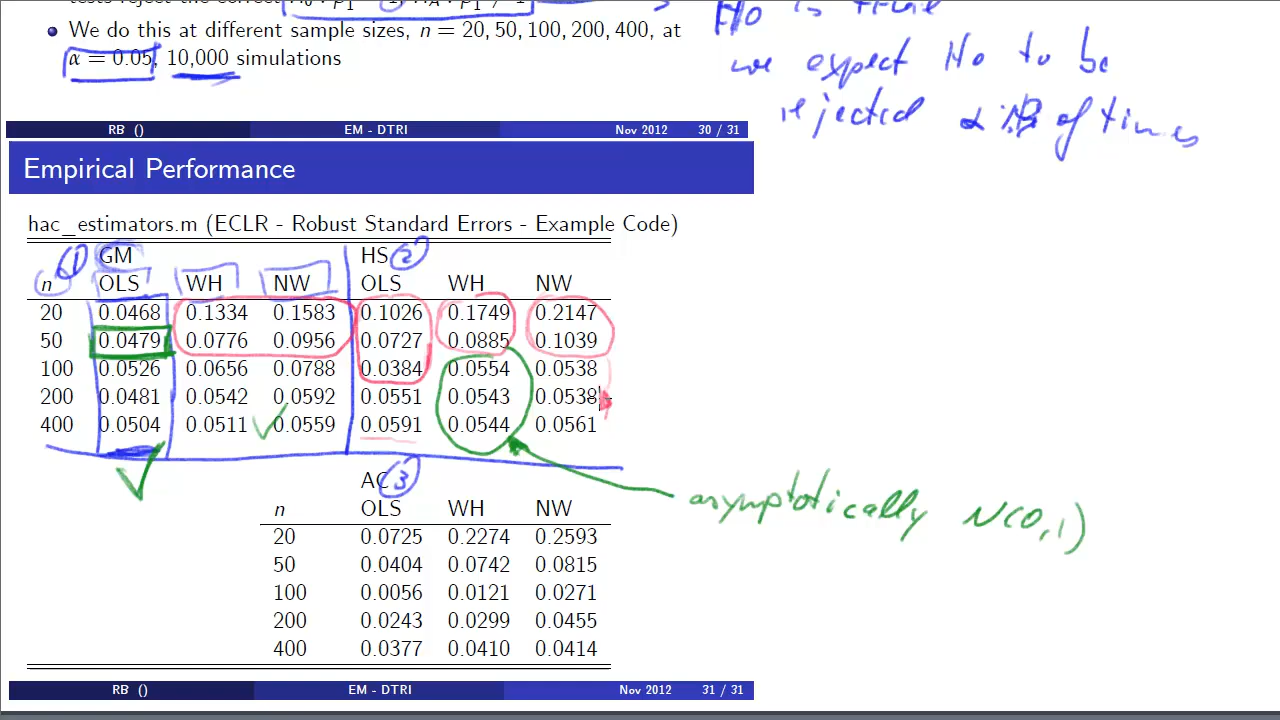 We do this at different sample sizes, n = 20, 50, 100, 200, 400, at
α = 0.05, 10,000 simulations
H0 is true
we expect H0 to be
rejected α of times
RB () EM - DTRI Nov 2012 30 / 31
Empirical Performance
hac_estimators.m (ECLR - Robust Standard Errors - Example Code)
① GM HS ②
n OLS WH NW OLS WH NW
20 0.0468 0.1334 0.1583 0.1026 0.1749 0.2147
50 0.0479 0.0776 0.0956 0.0727 0.0885 0.1039
100 0.0526 0.0656 0.0788 0.0384 0.0554 0.0538
200 0.0481 0.0542 0.0592 0.0551 0.0543 0.0538
400 0.0504 0.0511 0.0559 0.0591 0.0544 0.0561
AC ③
n OLS WH NW
20 0.0725 0.2274 0.2593
50 0.0404 0.0742 0.0815
100 0.0056 0.0121 0.0271
200 0.0243 0.0299 0.0455
400 0.0377 0.0410 0.0414
asymptotically N(0,1)
RB () EM - DTRI Nov 2012 31 / 31